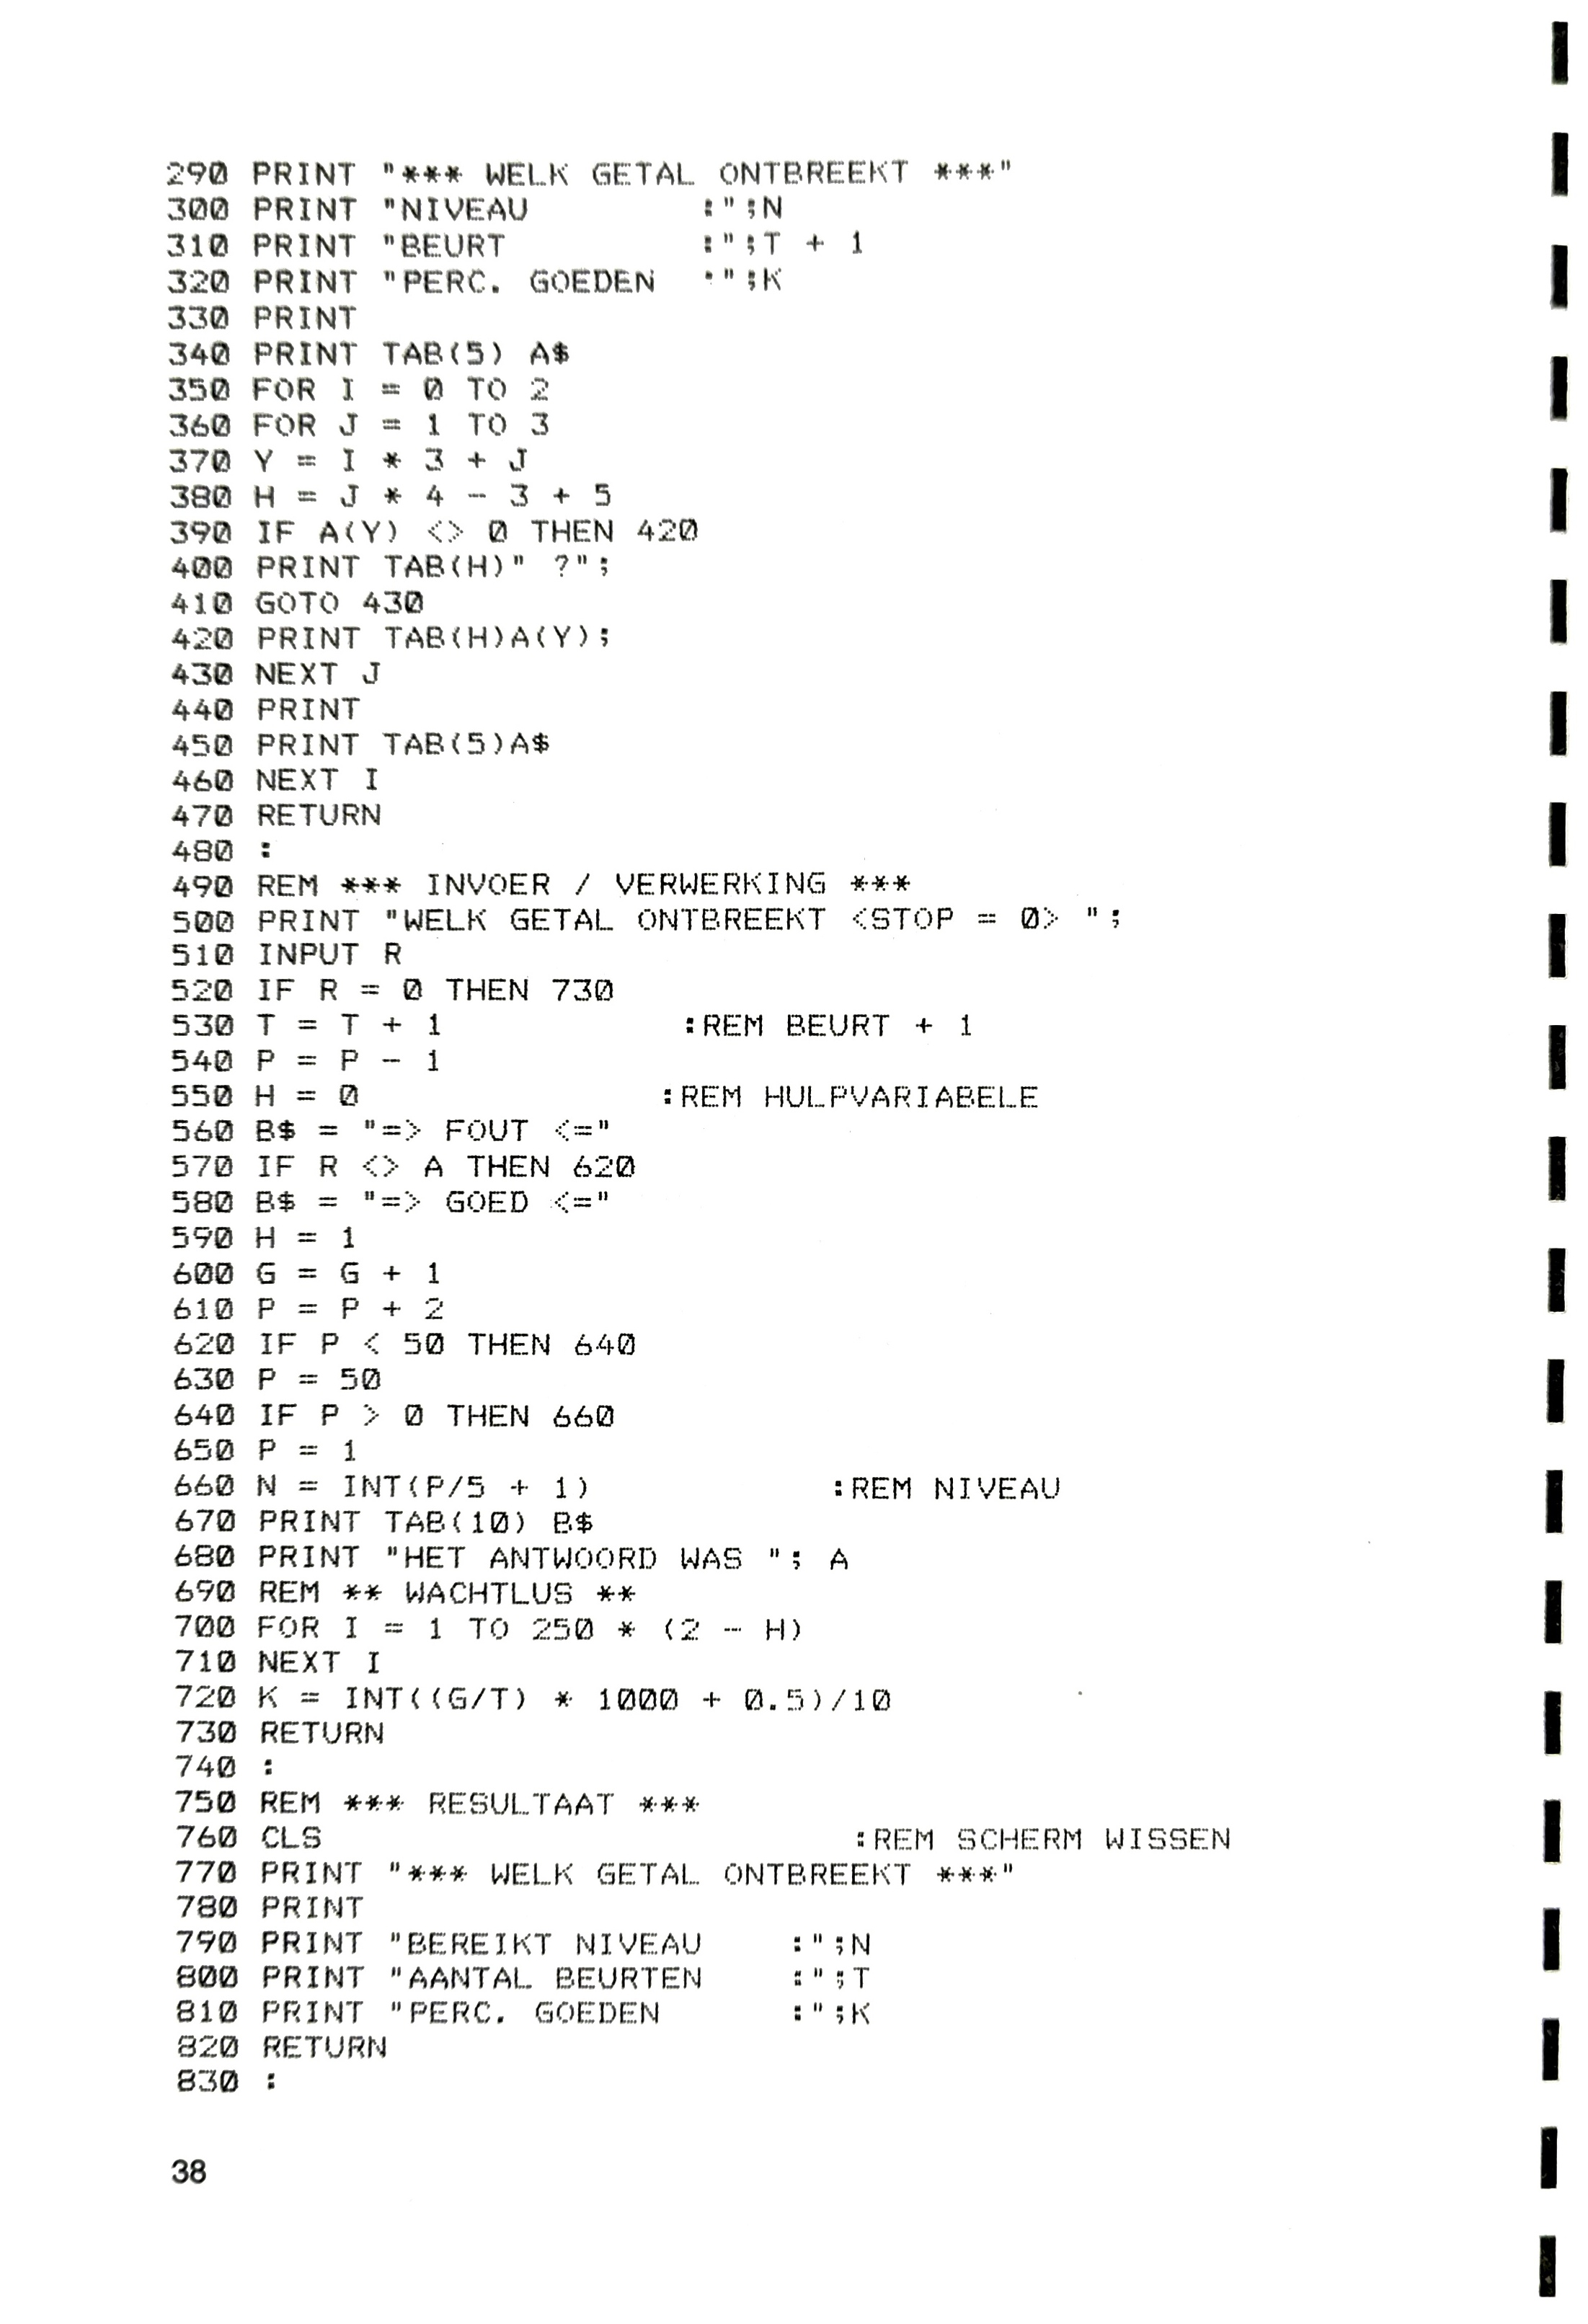 290 PRINT "*** WELK GETAL ONTBREEKT ***"
300 PRINT "NIVEAU        :";N
310 PRINT "BEURT         :";T + 1
320 PRINT "PERC. GOEDEN  :";K
330 PRINT
340 PRINT TAB(5) A$
350 FOR I = 0 TO 2
360 FOR J = 1 TO 3
370 Y = I * 3 + J
380 H = J * 4 - 3 + 5
390 IF A(Y) <> 0 THEN 420
400 PRINT TAB(H)" ?";
410 GOTO 430
420 PRINT TAB(H)A(Y);
430 NEXT J
440 PRINT
450 PRINT TAB(5)A$
460 NEXT I
470 RETURN
480 :
490 REM *** INVOER / VERWERKING ***
500 PRINT "WELK GETAL ONTBREEKT <STOP = 0> ";
510 INPUT R
520 IF R = 0 THEN 730
530 T = T + 1            :REM BEURT + 1
540 P = P - 1
550 H = 0               :REM HULPVARIABELE
560 B$ = "=> FOUT <="
570 IF R <> A THEN 620
580 B$ = "=> GOED <="
590 H = 1
600 G = G + 1
610 P = P + 2
620 IF P < 50 THEN 640
630 P = 50
640 IF P > 0 THEN 660
650 P = 1
660 N = INT(P/5 + 1)            :REM NIVEAU
670 PRINT TAB(10) B$
680 PRINT "HET ANTWOORD WAS "; A
690 REM ** WACHTLUS **
700 FOR I = 1 TO 250 * (2 - H)
710 NEXT I
720 K = INT((G/T) * 1000 + 0.5)/10
730 RETURN
740 :
750 REM *** RESULTAAT ***
760 CLS                          :REM SCHERM WISSEN
770 PRINT "*** WELK GETAL ONTBREEKT ***"
780 PRINT
790 PRINT "BEREIKT NIVEAU    :";N
800 PRINT "AANTAL BEURTEN    :";T
810 PRINT "PERC. GOEDEN      :";K
820 RETURN
830 :
38